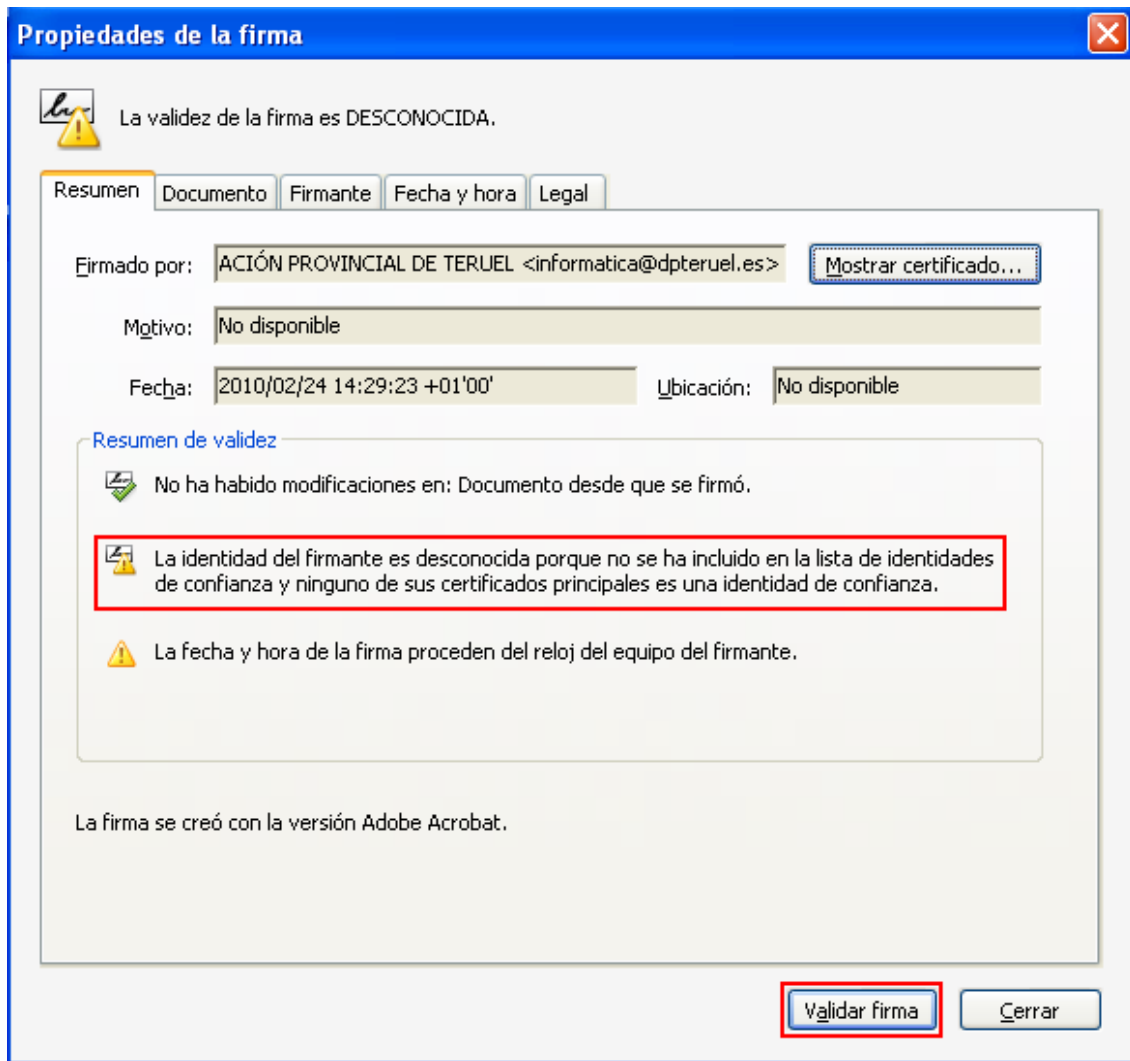 Propiedades de la firma
La validez de la firma es DESCONOCIDA.
Resumen Documento Firmante Fecha y hora Legal
Firmado por: ACIÓN PROVINCIAL DE TERUEL <informatica@dpteruel.es> Mostrar certificado...
Motivo: No disponible
Fecha: 2010/02/24 14:29:23 +01'00' Ubicación: No disponible
Resumen de validez
No ha habido modificaciones en: Documento desde que se firmó.
La identidad del firmante es desconocida porque no se ha incluido en la lista de identidades
de confianza y ninguno de sus certificados principales es una identidad de confianza.
La fecha y hora de la firma proceden del reloj del equipo del firmante.
La firma se creó con la versión Adobe Acrobat.
Validar firma Cerrar